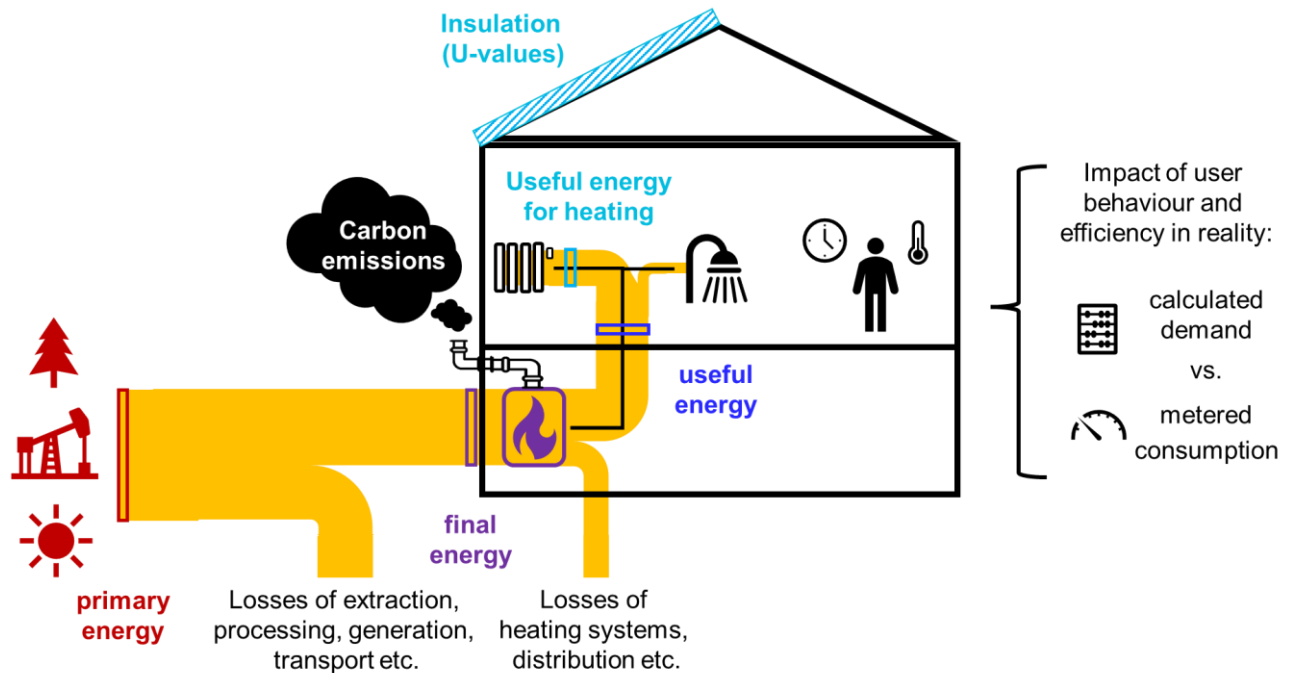 Insulation
(U-values)
Useful energy
for heating
Carbon
emissions
useful
energy
final
energy
primary
energy
Losses of extraction,
processing, generation,
transport etc.
Losses of
heating systems,
distribution etc.
Impact of user
behaviour and
efficiency in reality:
calculated
demand
vs.
metered
consumption